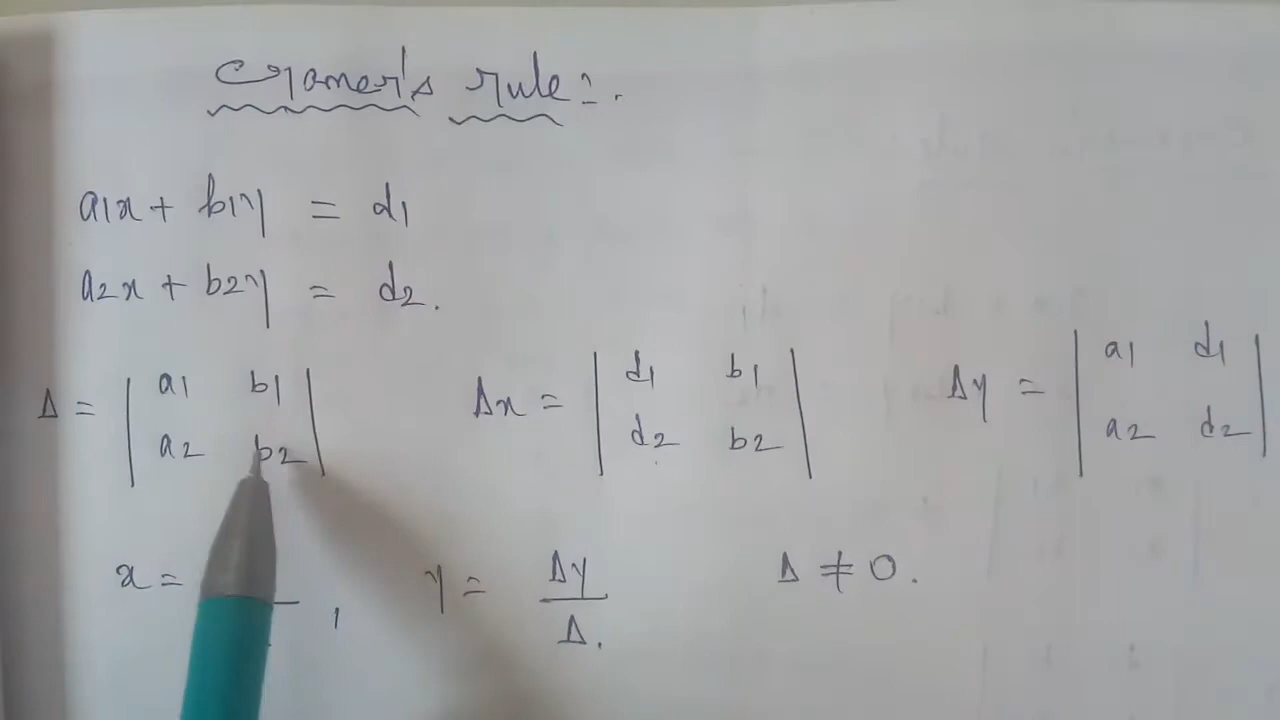 Cramer's rule:.
a1x + b1y = d1
a2x + b2y = d2.
Δ = | a1 b1 | Δx = | d1 b1 | Δy = | a1 d1 |
| a2 b2 | | d2 b2 | | a2 d2 |
x = , y = Δy / Δ. Δ ≠ 0.